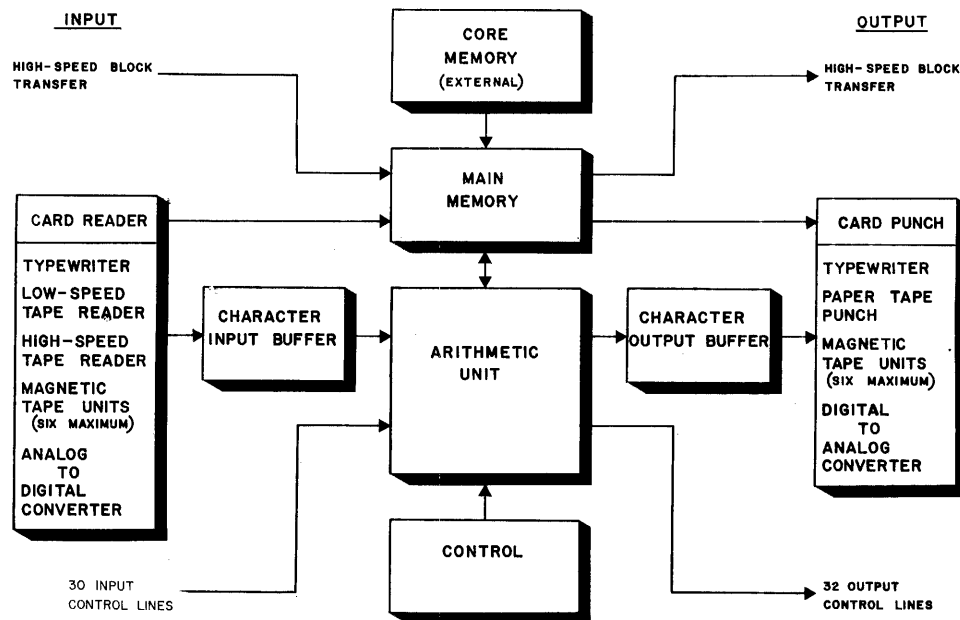 INPUT
HIGH-SPEED BLOCK
TRANSFER
CARD READER
TYPEWRITER
LOW-SPEED
TAPE READER
HIGH-SPEED
TAPE READER
MAGNETIC
TAPE UNITS
(SIX MAXIMUM)
ANALOG
TO
DIGITAL
CONVERTER
30 INPUT
CONTROL LINES
CHARACTER
INPUT BUFFER
CORE
MEMORY
(EXTERNAL)
MAIN
MEMORY
ARITHMETIC
UNIT
CONTROL
CHARACTER
OUTPUT BUFFER
OUTPUT
HIGH-SPEED BLOCK
TRANSFER
CARD PUNCH
TYPEWRITER
PAPER TAPE
PUNCH
MAGNETIC
TAPE UNITS
(SIX MAXIMUM)
DIGITAL
TO
ANALOG
CONVERTER
32 OUTPUT
CONTROL LINES